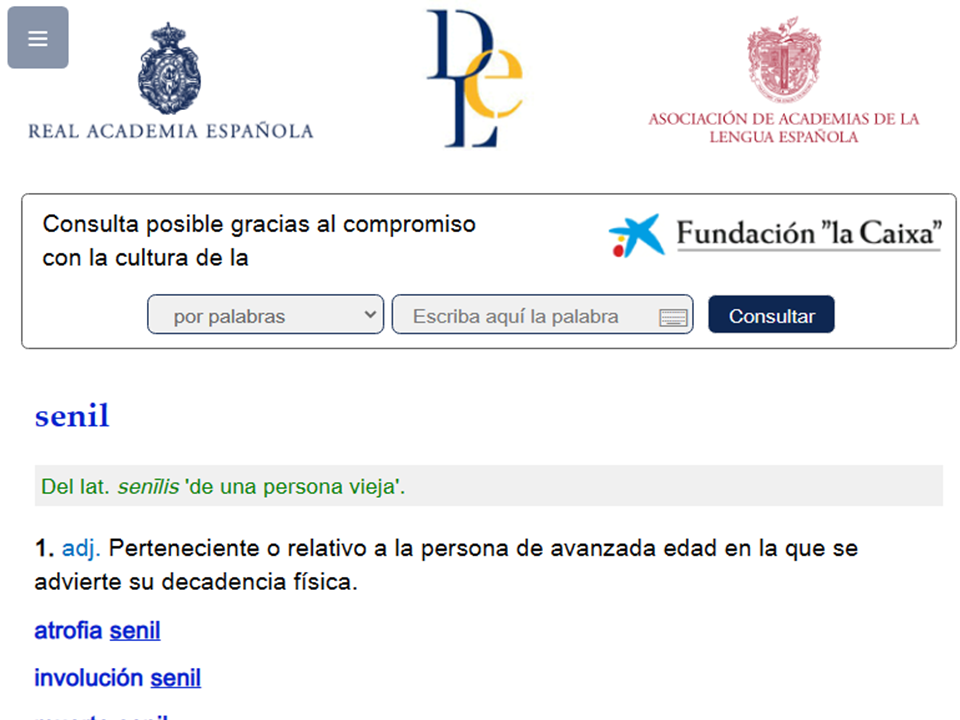 REAL ACADEMIA ESPAÑOLA
DLe
ASOCIACIÓN DE ACADEMIAS DE LA
LENGUA ESPAÑOLA
Consulta posible gracias al compromiso
con la cultura de la
Fundación "la Caixa"
por palabras
Escriba aquí la palabra
Consultar
senil
Del lat. senīlis 'de una persona vieja'.
1. adj. Perteneciente o relativo a la persona de avanzada edad en la que se
advierte su decadencia física.
atrofia senil
involución senil
muerte senil